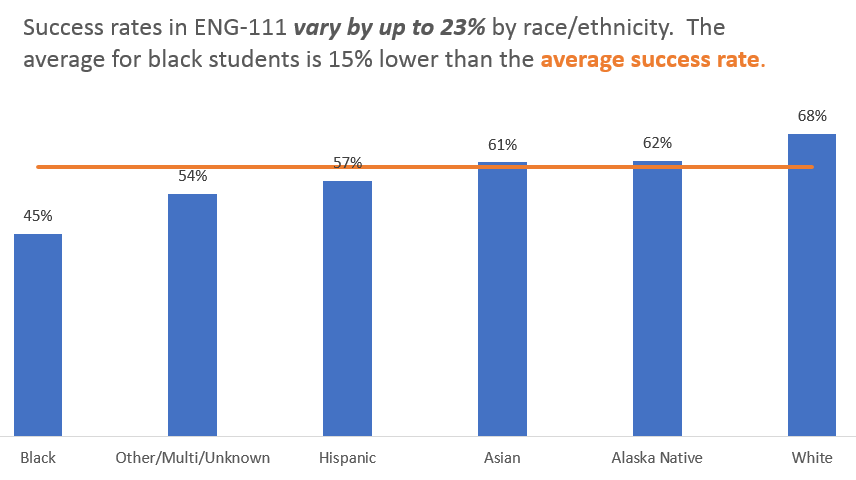 Success rates in ENG-111 vary by up to 23% by race/ethnicity. The
average for black students is 15% lower than the average success rate.
68%
61%
62%
57%
54%
45%
Black
Other/Multi/Unknown
Hispanic
Asian
Alaska Native
White